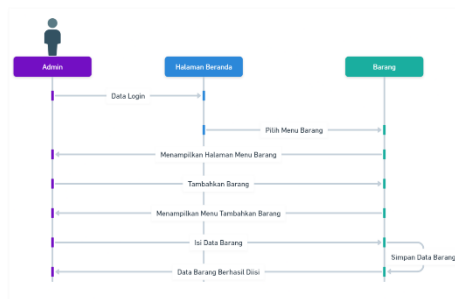 Admin
Halaman Beranda
Barang
Data Login
Pilih Menu Barang
Menampilkan Halaman Menu Barang
Tambahkan Barang
Menampilkan Menu Tambahkan Barang
Isi Data Barang
Simpan Data Barang
Data Barang Berhasil Diisi